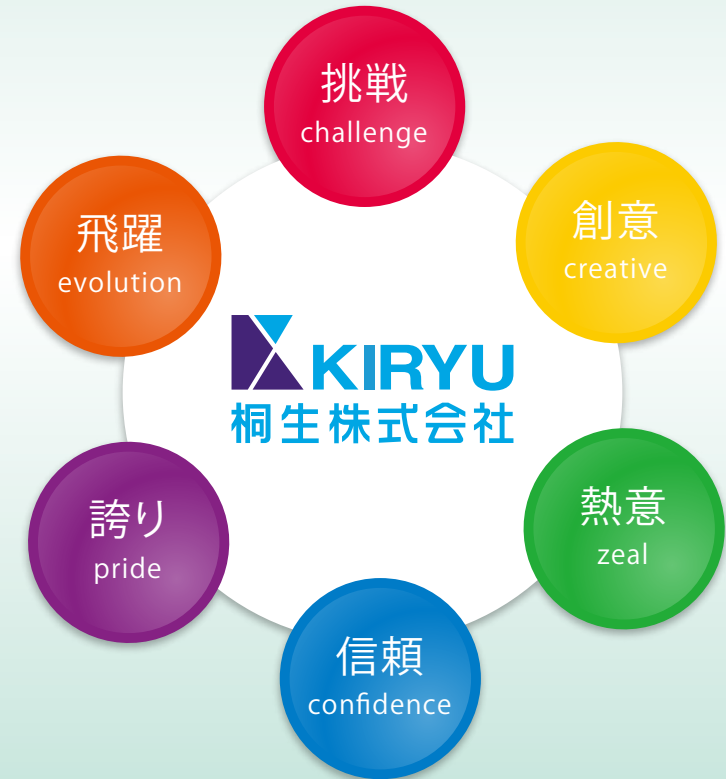 挑戦
challenge
創意
creative
熱意
zeal
信頼
confidence
誇り
pride
飛躍
evolution
KIRYU
桐生株式会社